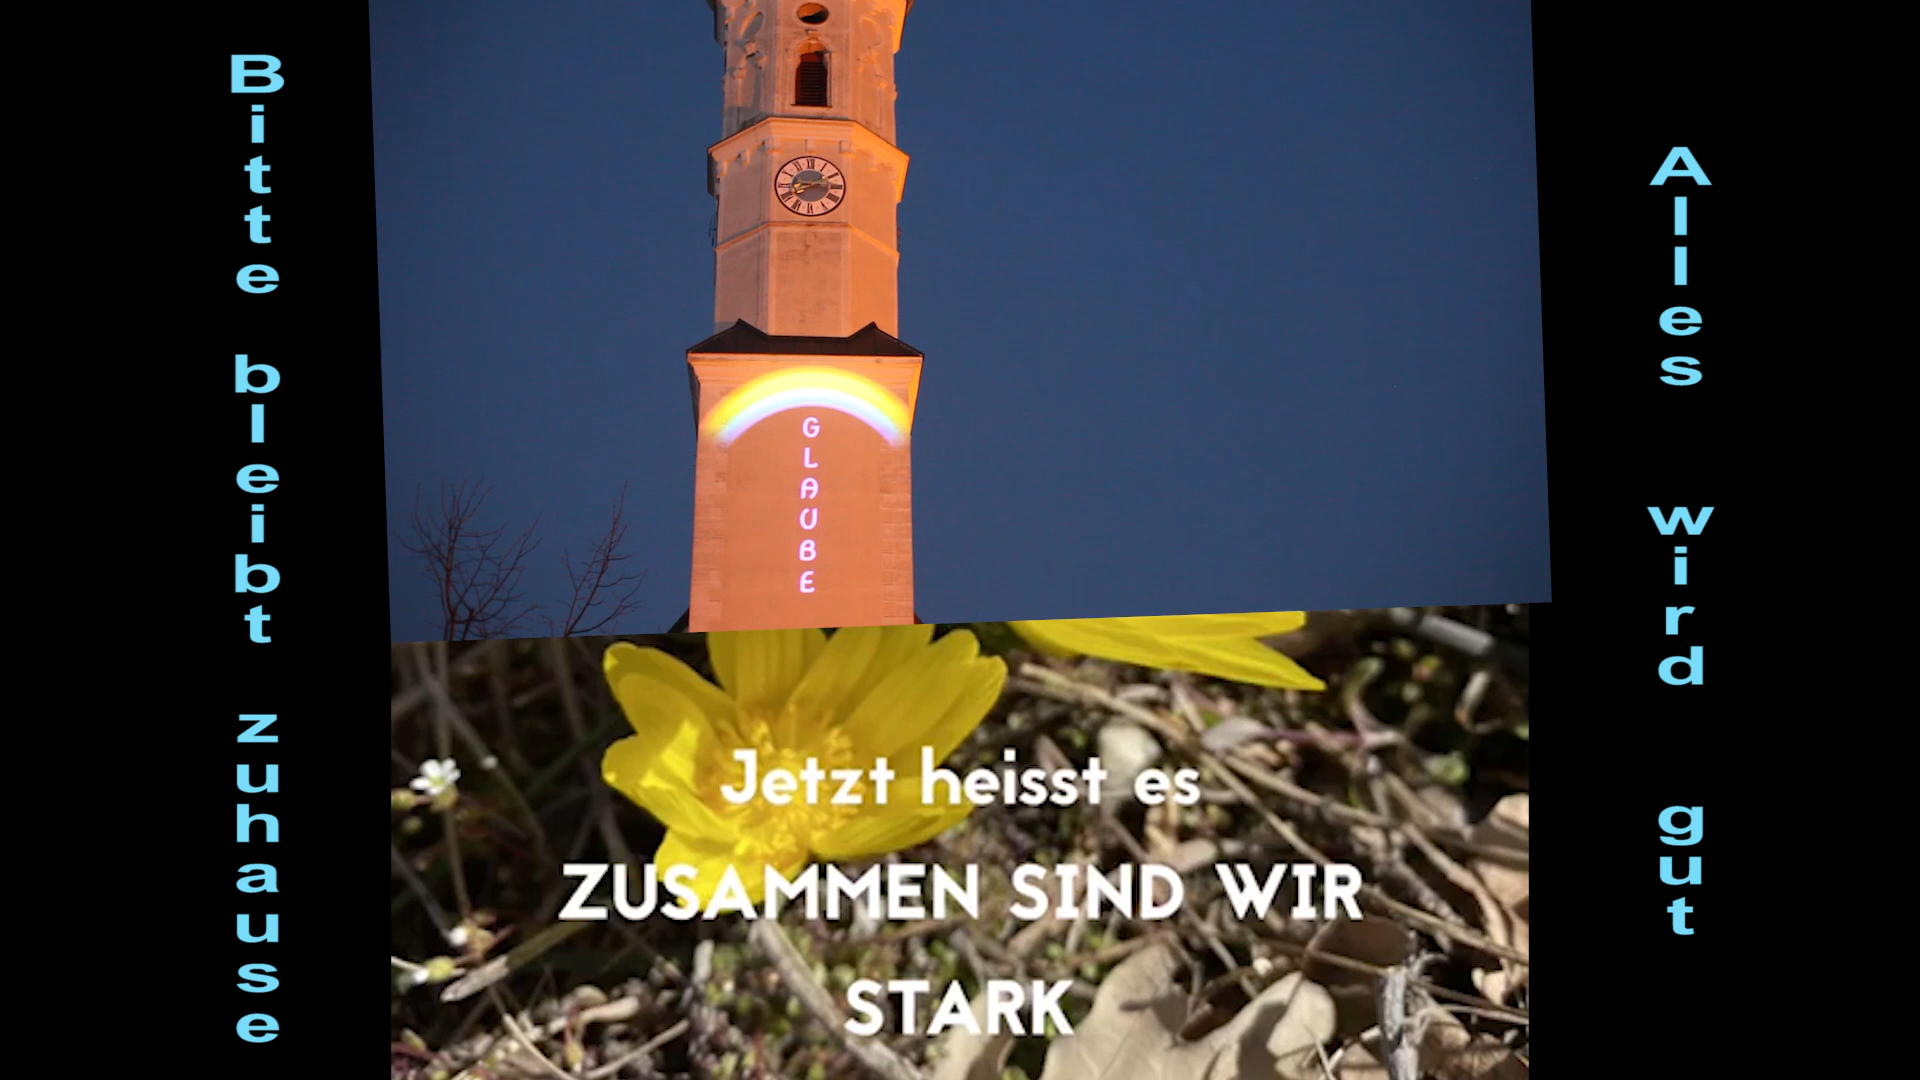 Bitte bleibt zuhause
GLAUBE
Jetzt heisst es
ZUSAMMEN SIND WIR
STARK
Alles wird gut